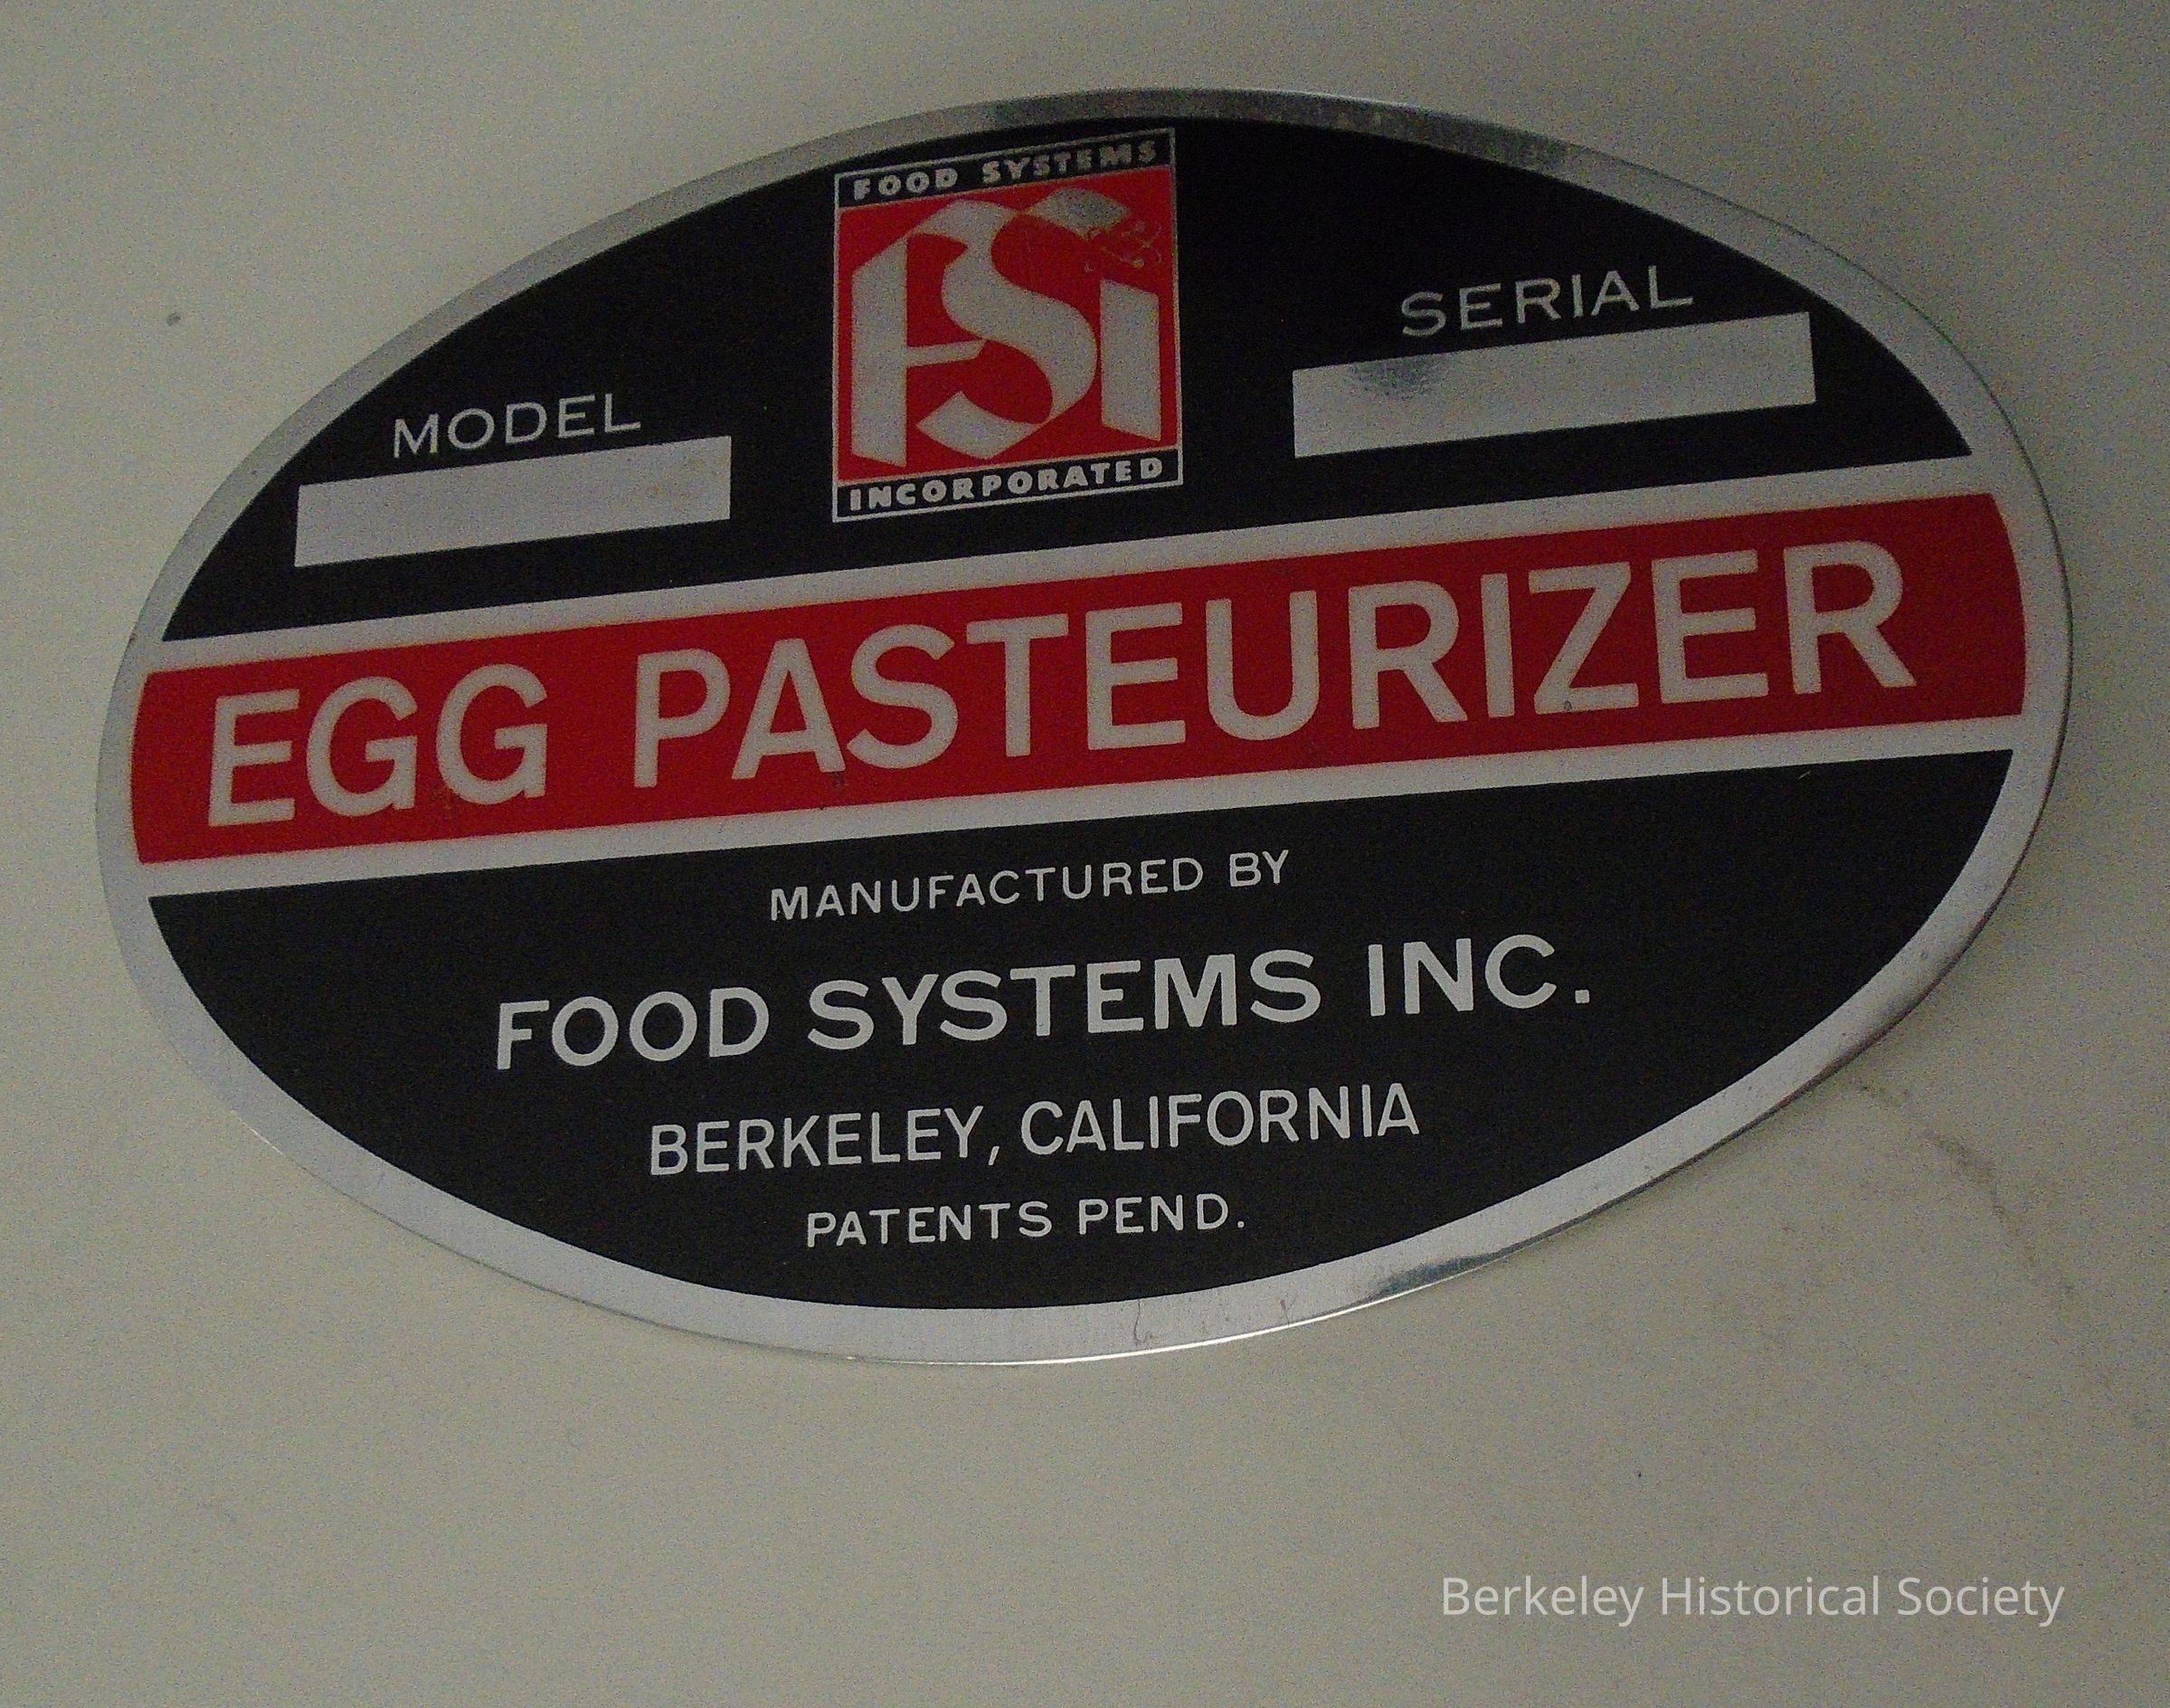 FOOD SYSTEMS
FSI
INCORPORATED
MODEL
SERIAL
EGG PASTEURIZER
MANUFACTURED BY
FOOD SYSTEMS INC.
BERKELEY, CALIFORNIA
PATENTS PEND.
Berkeley Historical Society